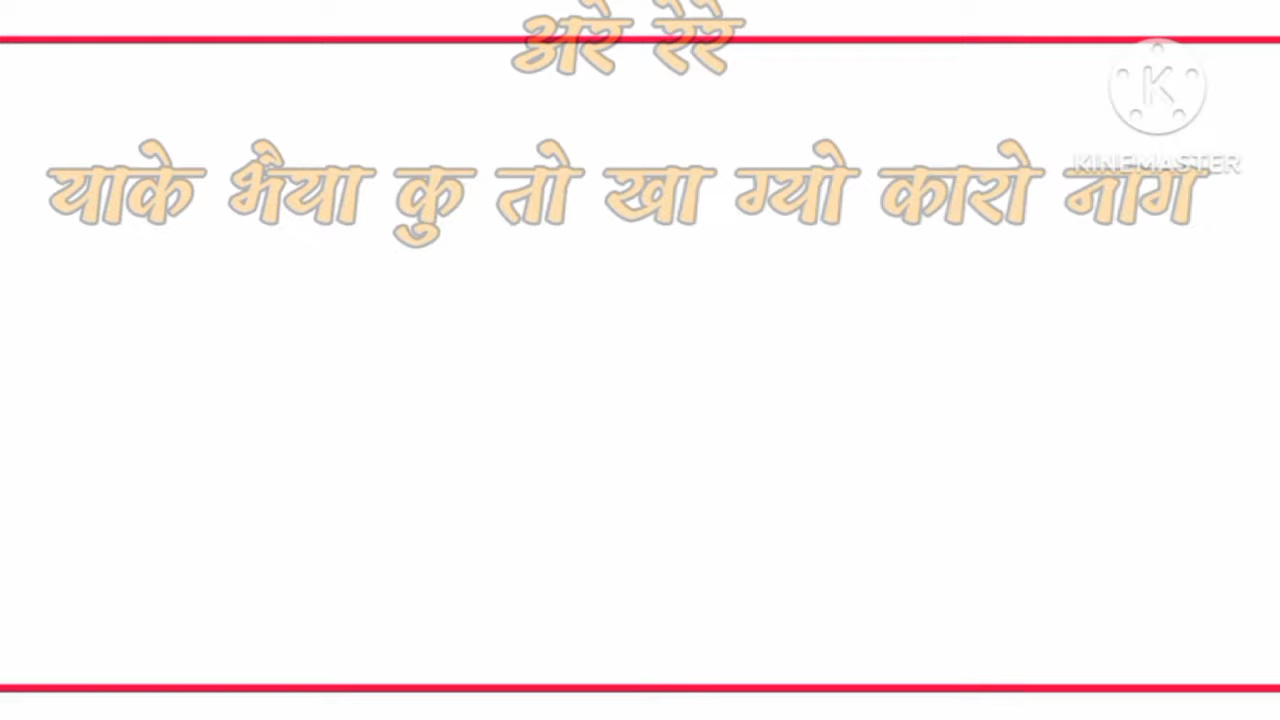 अरे रेरे
KINEMASTER
याके भैया कु तो खा ग्यो कारो नाग